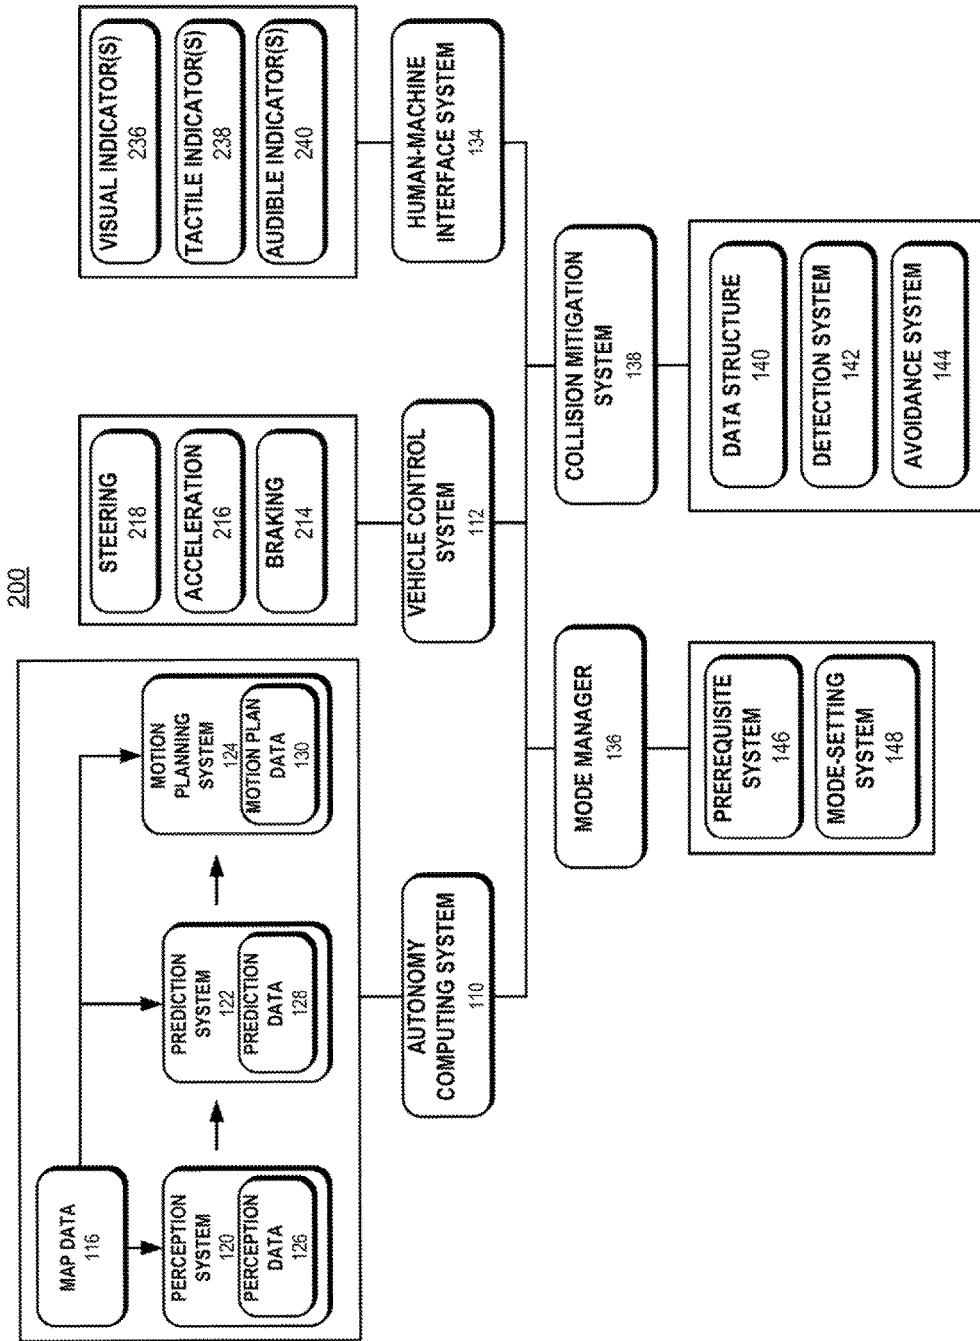 200
MAP DATA
116
PERCEPTION
SYSTEM
120
PERCEPTION
DATA
126
PREDICTION
SYSTEM
122
PREDICTION
DATA
128
MOTION
PLANNING
SYSTEM
124
MOTION PLAN
DATA
130
STEERING
218
ACCELERATION
216
BRAKING
214
VISUAL INDICATOR(S)
236
TACTILE INDICATOR(S)
238
AUDIBLE INDICATOR(S)
240
AUTONOMY
COMPUTING SYSTEM
110
VEHICLE CONTROL
SYSTEM
112
HUMAN-MACHINE
INTERFACE SYSTEM
134
MODE MANAGER
136
COLLISION MITIGATION
SYSTEM
138
PREREQUISITE
SYSTEM
146
MODE-SETTING
SYSTEM
148
DATA STRUCTURE
140
DETECTION SYSTEM
142
AVOIDANCE SYSTEM
144